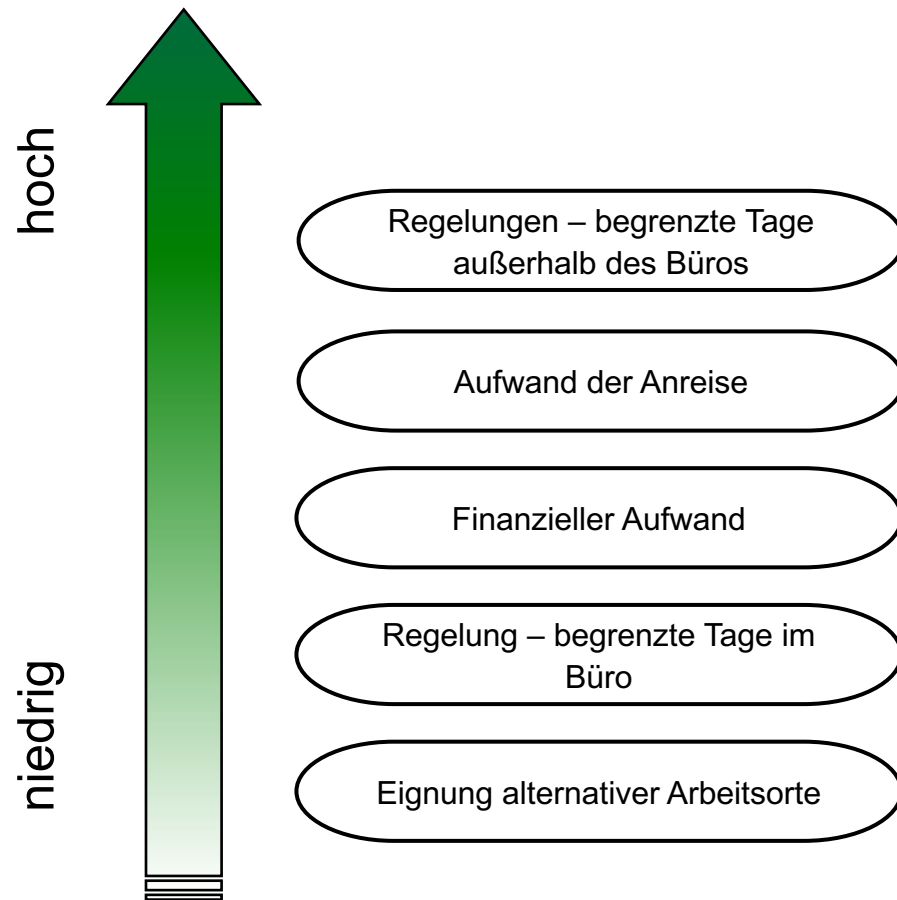 hoch
Regelungen – begrenzte Tage
außerhalb des Büros
Aufwand der Anreise
Finanzieller Aufwand
Regelung – begrenzte Tage im
Büro
niedrig
Eignung alternativer Arbeitsorte